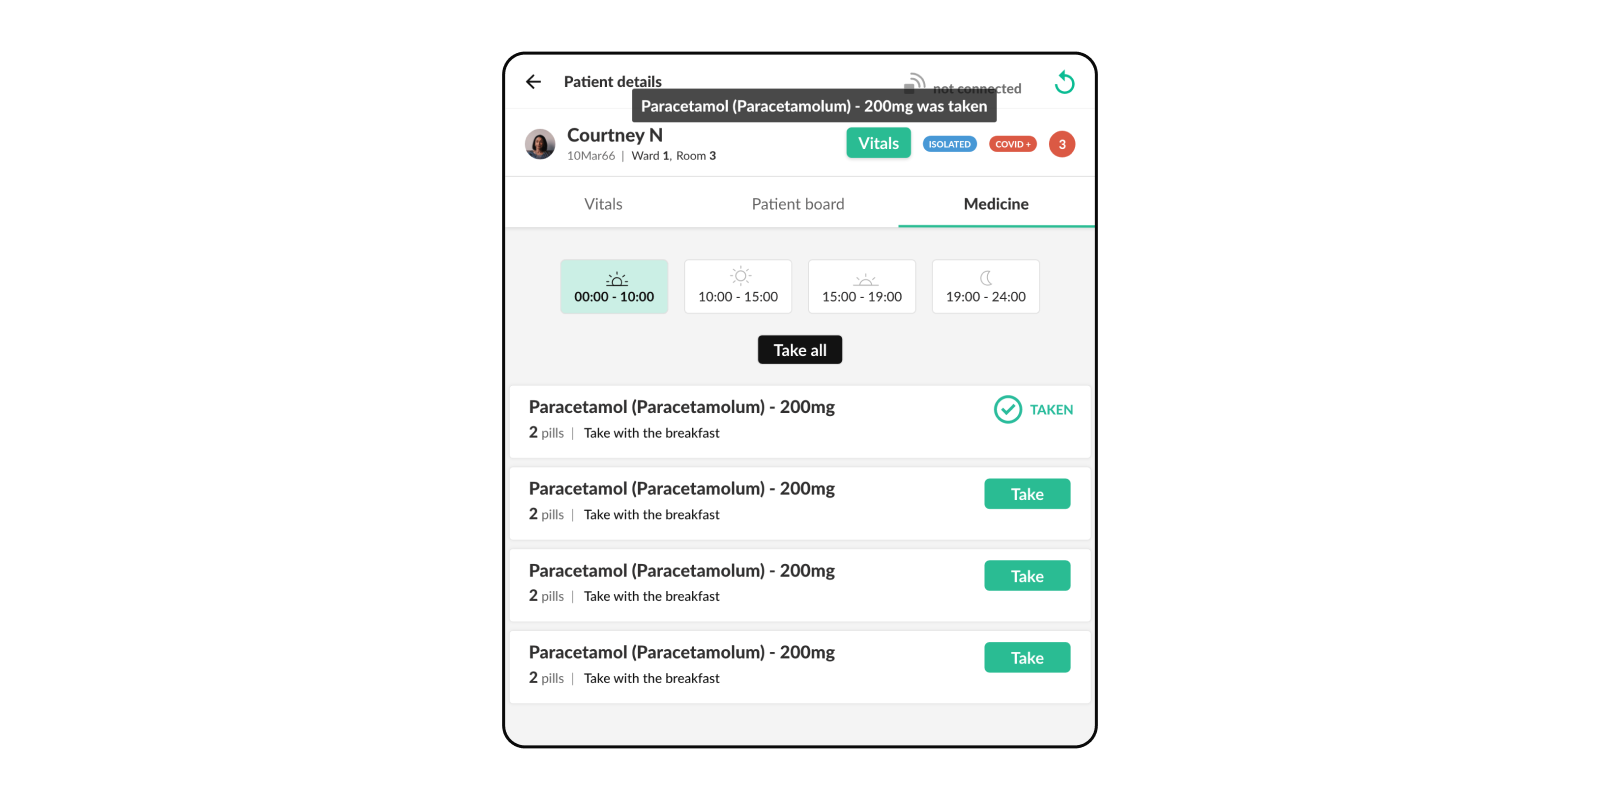 Patient details
not connected
Paracetamol (Paracetamolum) - 200mg was taken
Courtney N
10Mar66 | Ward 1, Room 3
Vitals
ISOLATED
COVID +
3
Vitals
Patient board
Medicine
00:00 - 10:00
10:00 - 15:00
15:00 - 19:00
19:00 - 24:00
Take all
Paracetamol (Paracetamolum) - 200mg
TAKEN
2 pills | Take with the breakfast
Paracetamol (Paracetamolum) - 200mg
Take
2 pills | Take with the breakfast
Paracetamol (Paracetamolum) - 200mg
Take
2 pills | Take with the breakfast
Paracetamol (Paracetamolum) - 200mg
Take
2 pills | Take with the breakfast